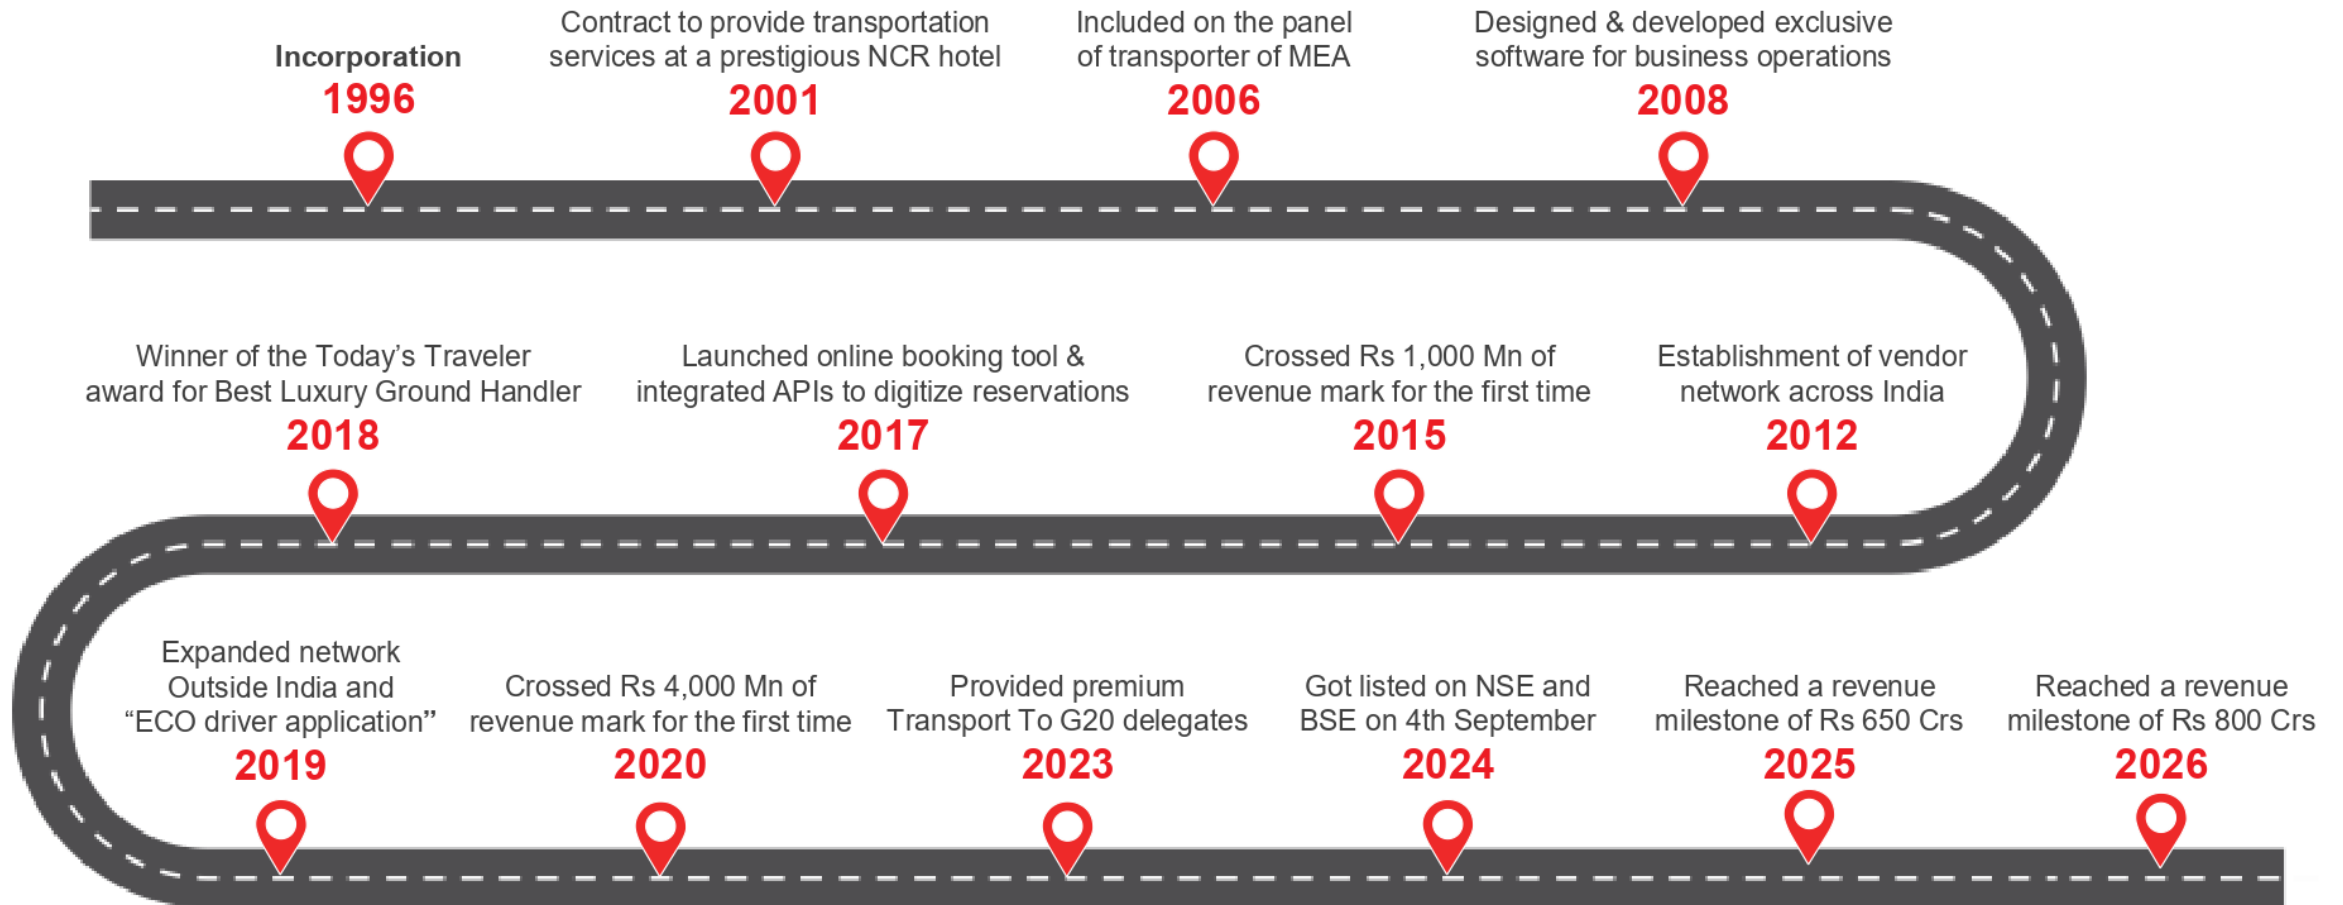 Incorporation
1996
Contract to provide transportation
services at a prestigious NCR hotel
2001
Included on the panel
of transporter of MEA
2006
Designed & developed exclusive
software for business operations
2008
Establishment of vendor
network across India
2012
Crossed Rs 1,000 Mn of
revenue mark for the first time
2015
Launched online booking tool &
integrated APIs to digitize reservations
2017
Winner of the Today’s Traveler
award for Best Luxury Ground Handler
2018
Expanded network
Outside India and
“ECO driver application”
2019
Crossed Rs 4,000 Mn of
revenue mark for the first time
2020
Provided premium
Transport To G20 delegates
2023
Got listed on NSE and
BSE on 4th September
2024
Reached a revenue
milestone of Rs 650 Crs
2025
Reached a revenue
milestone of Rs 800 Crs
2026